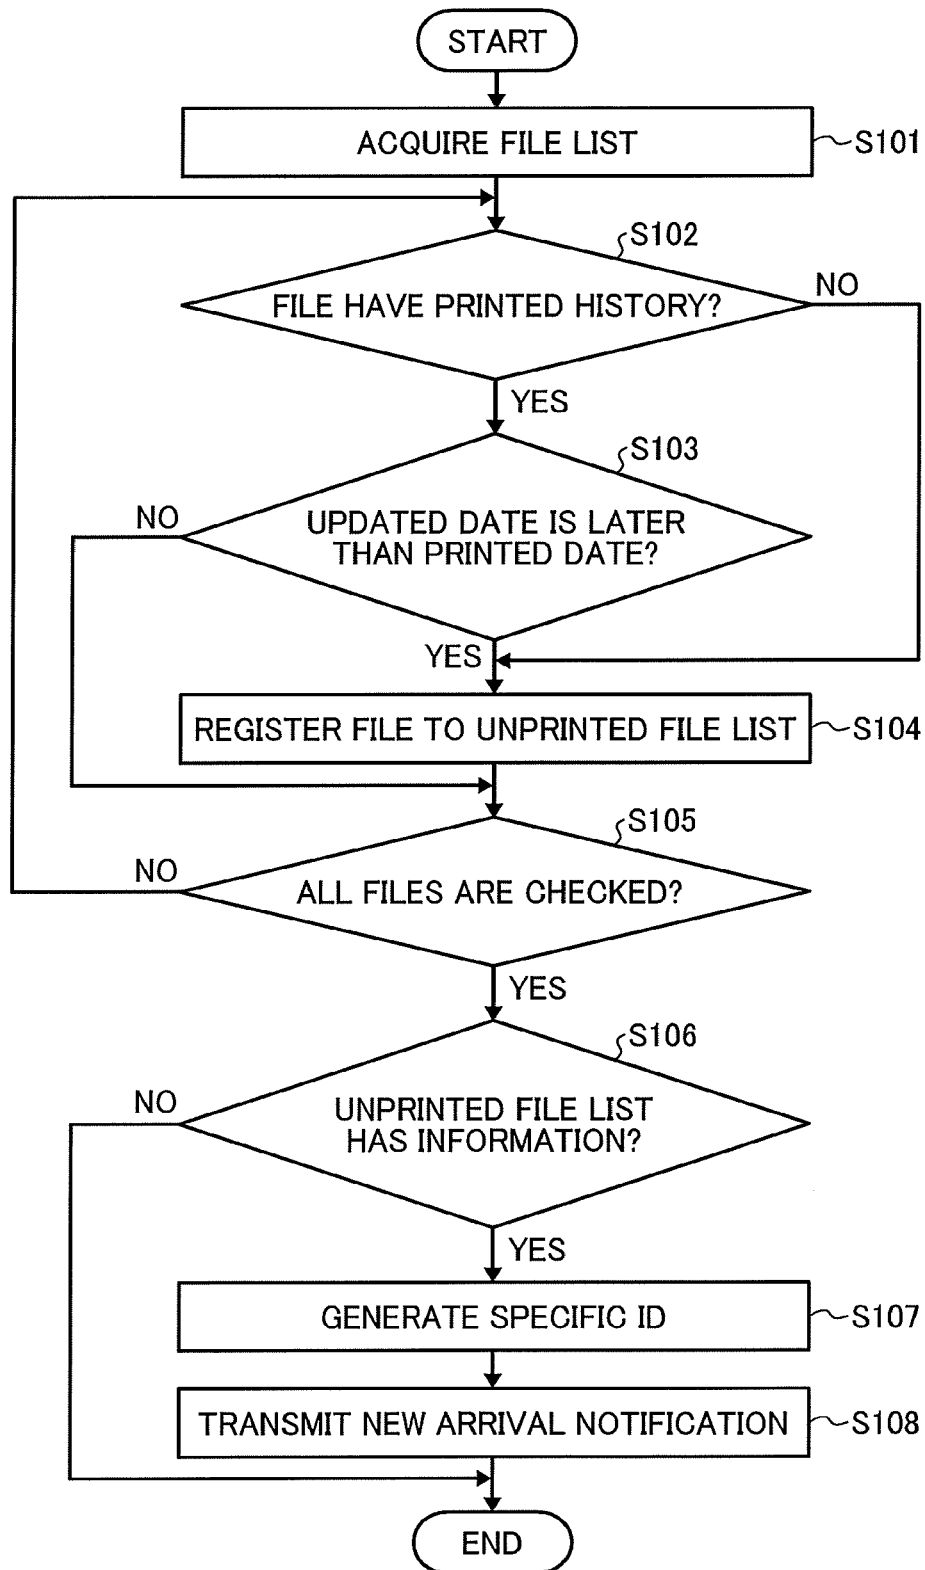 START
ACQUIRE FILE LIST
S101
S102
FILE HAVE PRINTED HISTORY?
NO
YES
S103
NO
UPDATED DATE IS LATER
THAN PRINTED DATE?
YES
REGISTER FILE TO UNPRINTED FILE LIST
S104
S105
NO
ALL FILES ARE CHECKED?
YES
S106
NO
UNPRINTED FILE LIST
HAS INFORMATION?
YES
GENERATE SPECIFIC ID
S107
TRANSMIT NEW ARRIVAL NOTIFICATION
S108
END